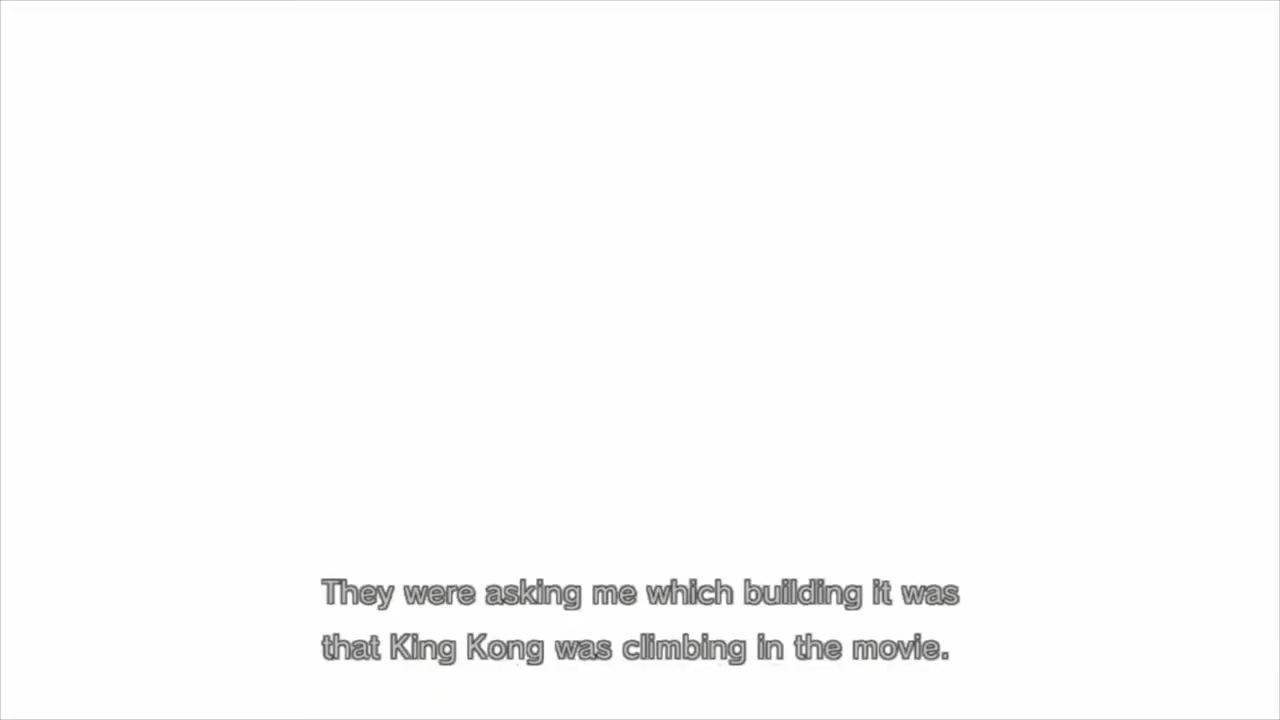 They were asking me which building it was
that King Kong was climbing in the movie.